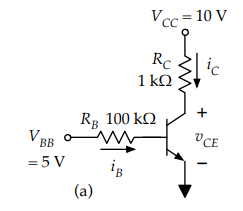 V_CC = 10 V
R_C
1 kΩ
i_C
+
R_B 100 kΩ
V_BB
v_CE
= 5 V
i_B
−
(a)